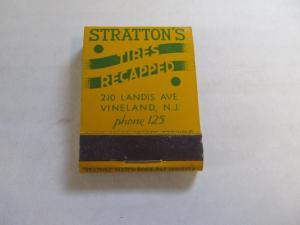 STRATTON'S
TIRES
RECAPPED
210 LANDIS AVE
VINELAND, N.J.
phone 125